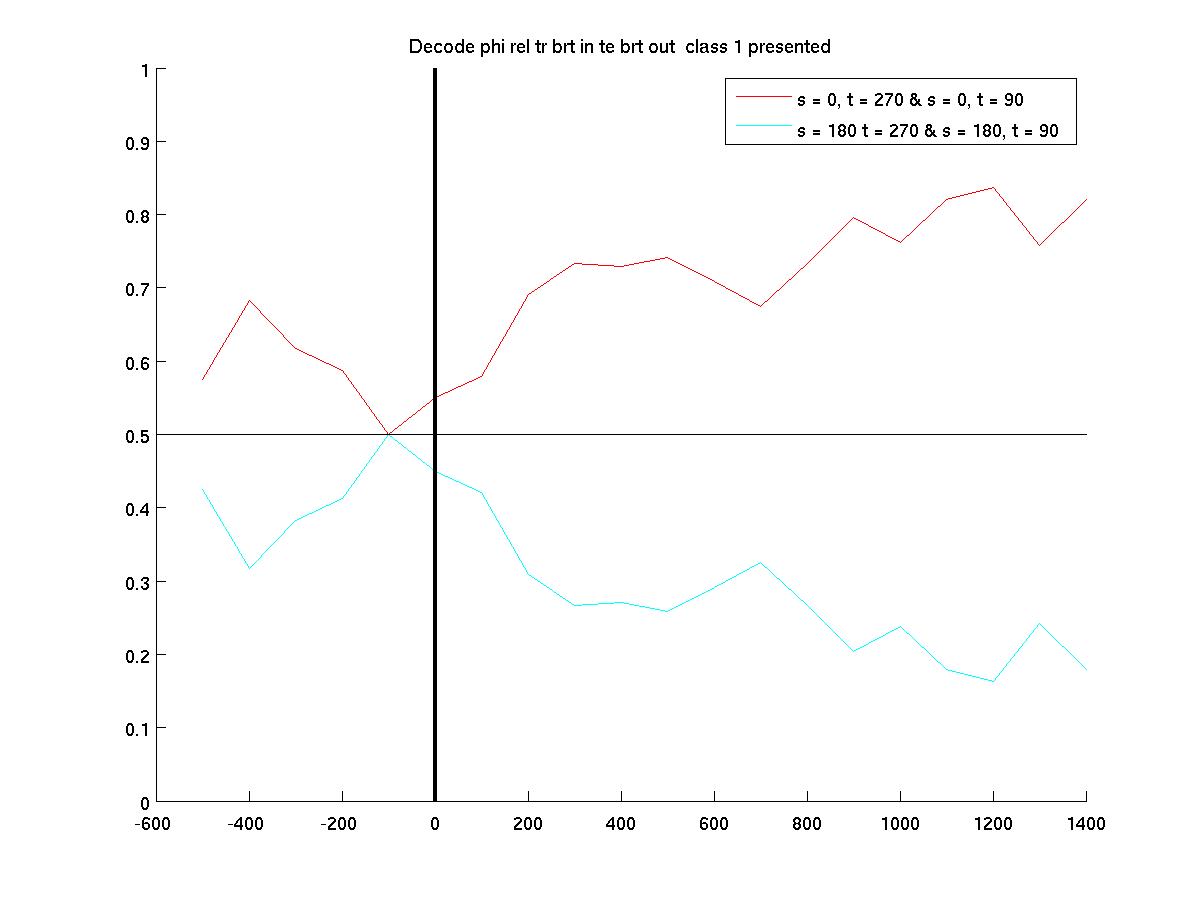 Decode phi rel tr brt in te brt out  class 1 presented
s = 0, t = 270 & s = 0, t = 90
s = 180 t = 270 & s = 180, t = 90
1
0.9
0.8
0.7
0.6
0.5
0.4
0.3
0.2
0.1
0
-600 -400 -200 0 200 400 600 800 1000 1200 1400